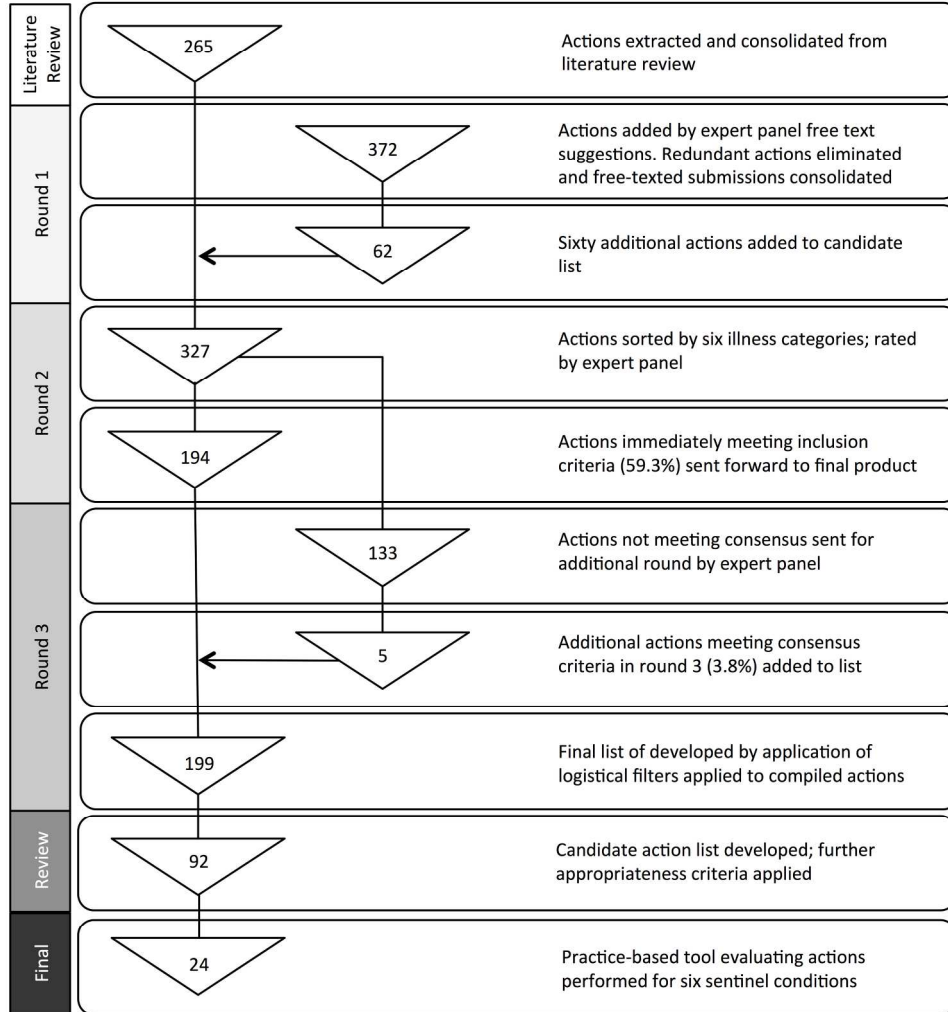 Literature
Review
265
Actions extracted and consolidated from
literature review
Round 1
372
Actions added by expert panel free text
suggestions. Redundant actions eliminated
and free-texted submissions consolidated
62
Sixty additional actions added to candidate
list
Round 2
327
Actions sorted by six illness categories; rated
by expert panel
194
Actions immediately meeting inclusion
criteria (59.3%) sent forward to final product
Round 3
133
Actions not meeting consensus sent for
additional round by expert panel
5
Additional actions meeting consensus
criteria in round 3 (3.8%) added to list
199
Final list of developed by application of
logistical filters applied to compiled actions
Review
92
Candidate action list developed; further
appropriateness criteria applied
Final
24
Practice-based tool evaluating actions
performed for six sentinel conditions